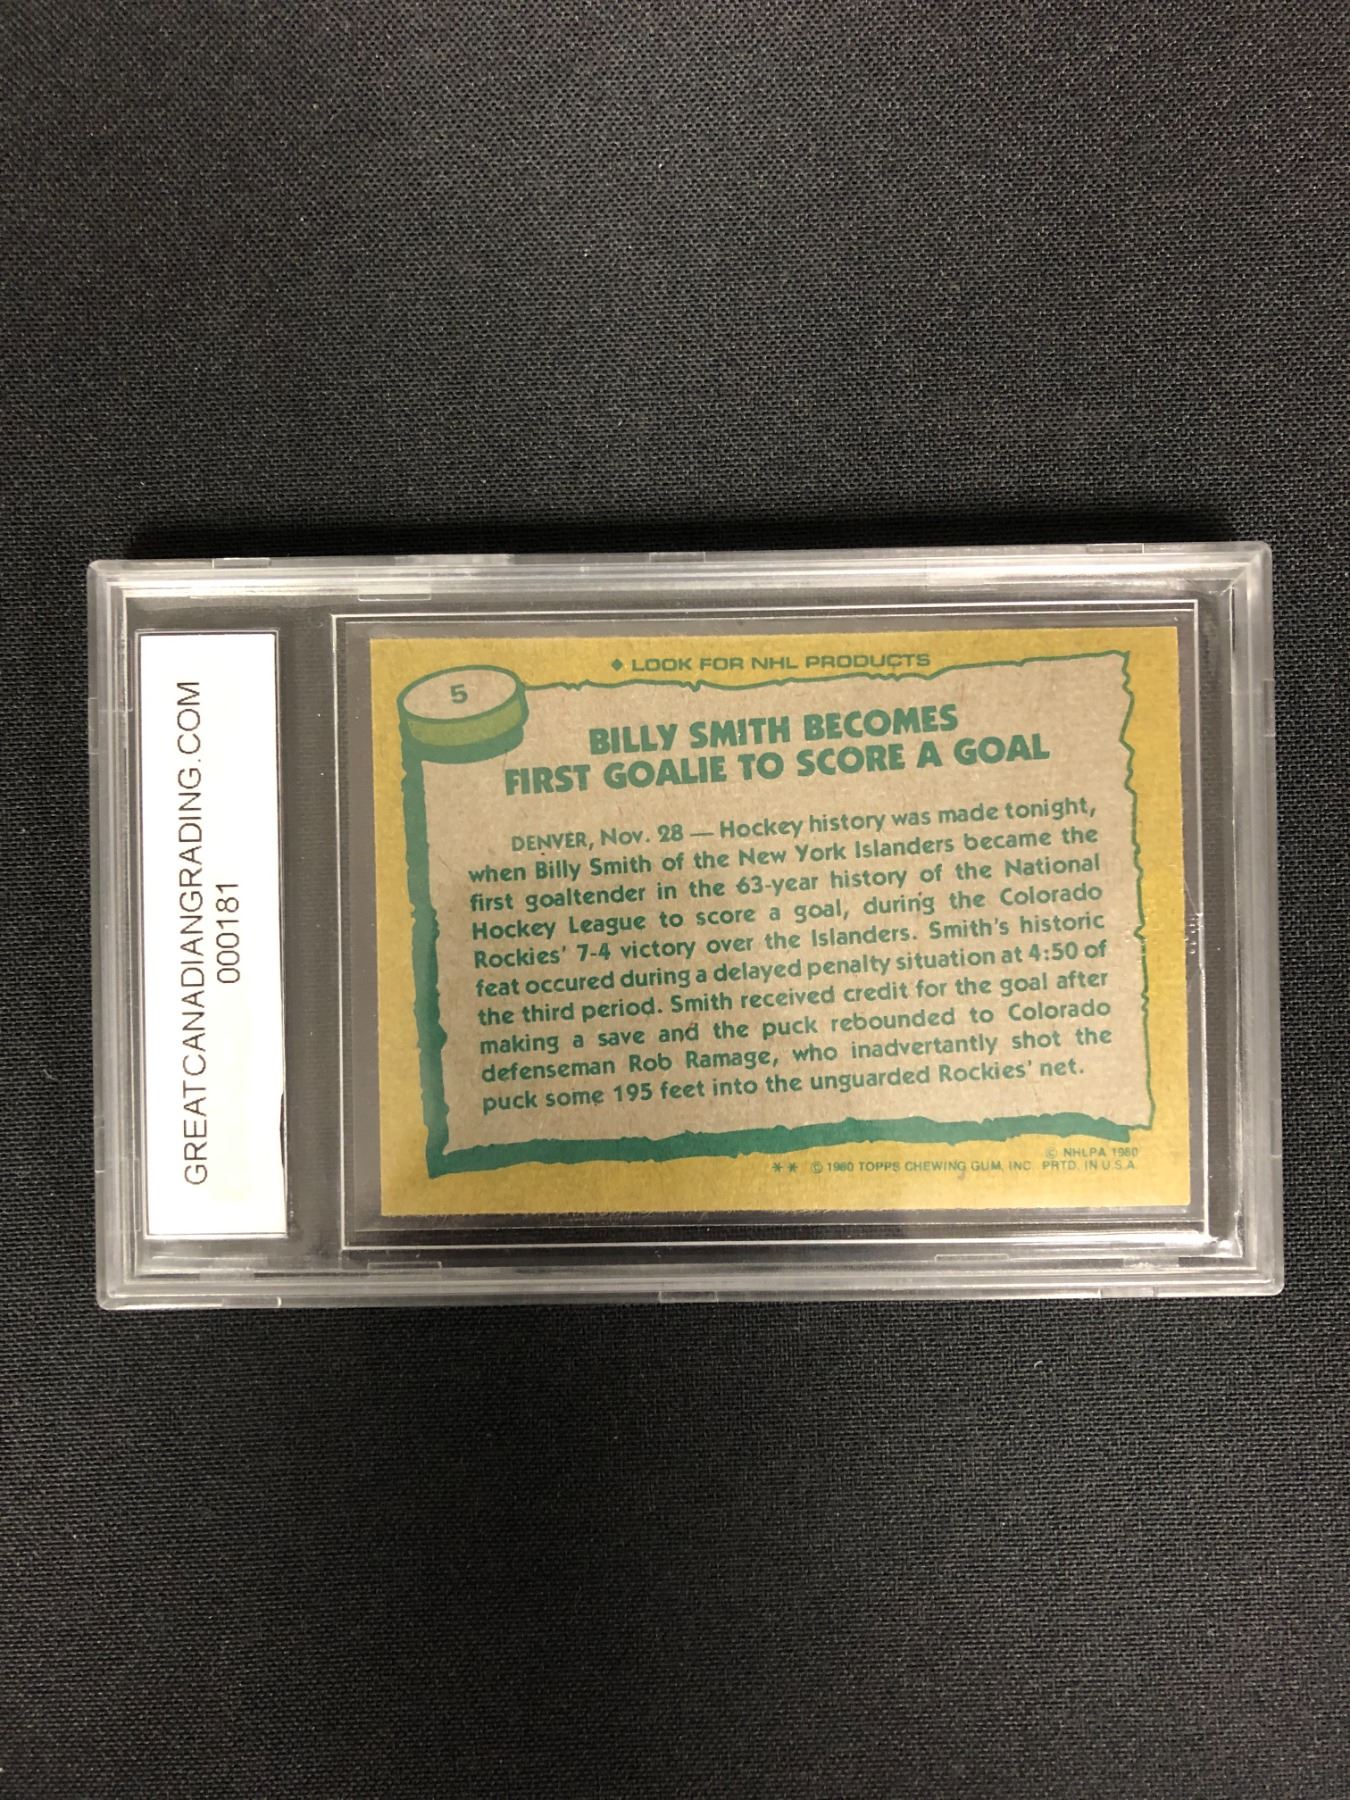 GREATCANADIANGRADING.COM
000181
5
◆ LOOK FOR NHL PRODUCTS
BILLY SMITH BECOMES
FIRST GOALIE TO SCORE A GOAL
DENVER, Nov. 28 — Hockey history was made tonight,
when Billy Smith of the New York Islanders became the
first goaltender in the 63-year history of the National
Hockey League to score a goal, during the Colorado
Rockies' 7-4 victory over the Islanders. Smith's historic
feat occured during a delayed penalty situation at 4:50 of
the third period. Smith received credit for the goal after
making a save and the puck rebounded to Colorado
defenseman Rob Ramage, who inadvertantly shot the
puck some 195 feet into the unguarded Rockies' net.
© NHLPA 1980
** © 1980 TOPPS CHEWING GUM, INC. PRTD. IN U.S.A.